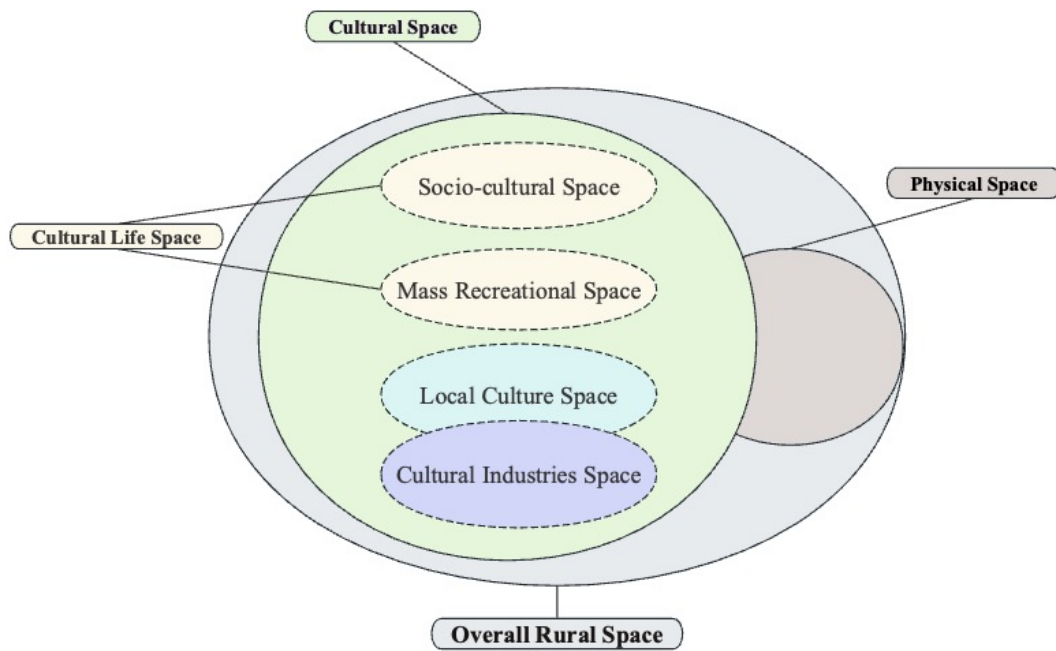 Cultural Space
Socio-cultural Space
Physical Space
Cultural Life Space
Mass Recreational Space
Local Culture Space
Cultural Industries Space
Overall Rural Space